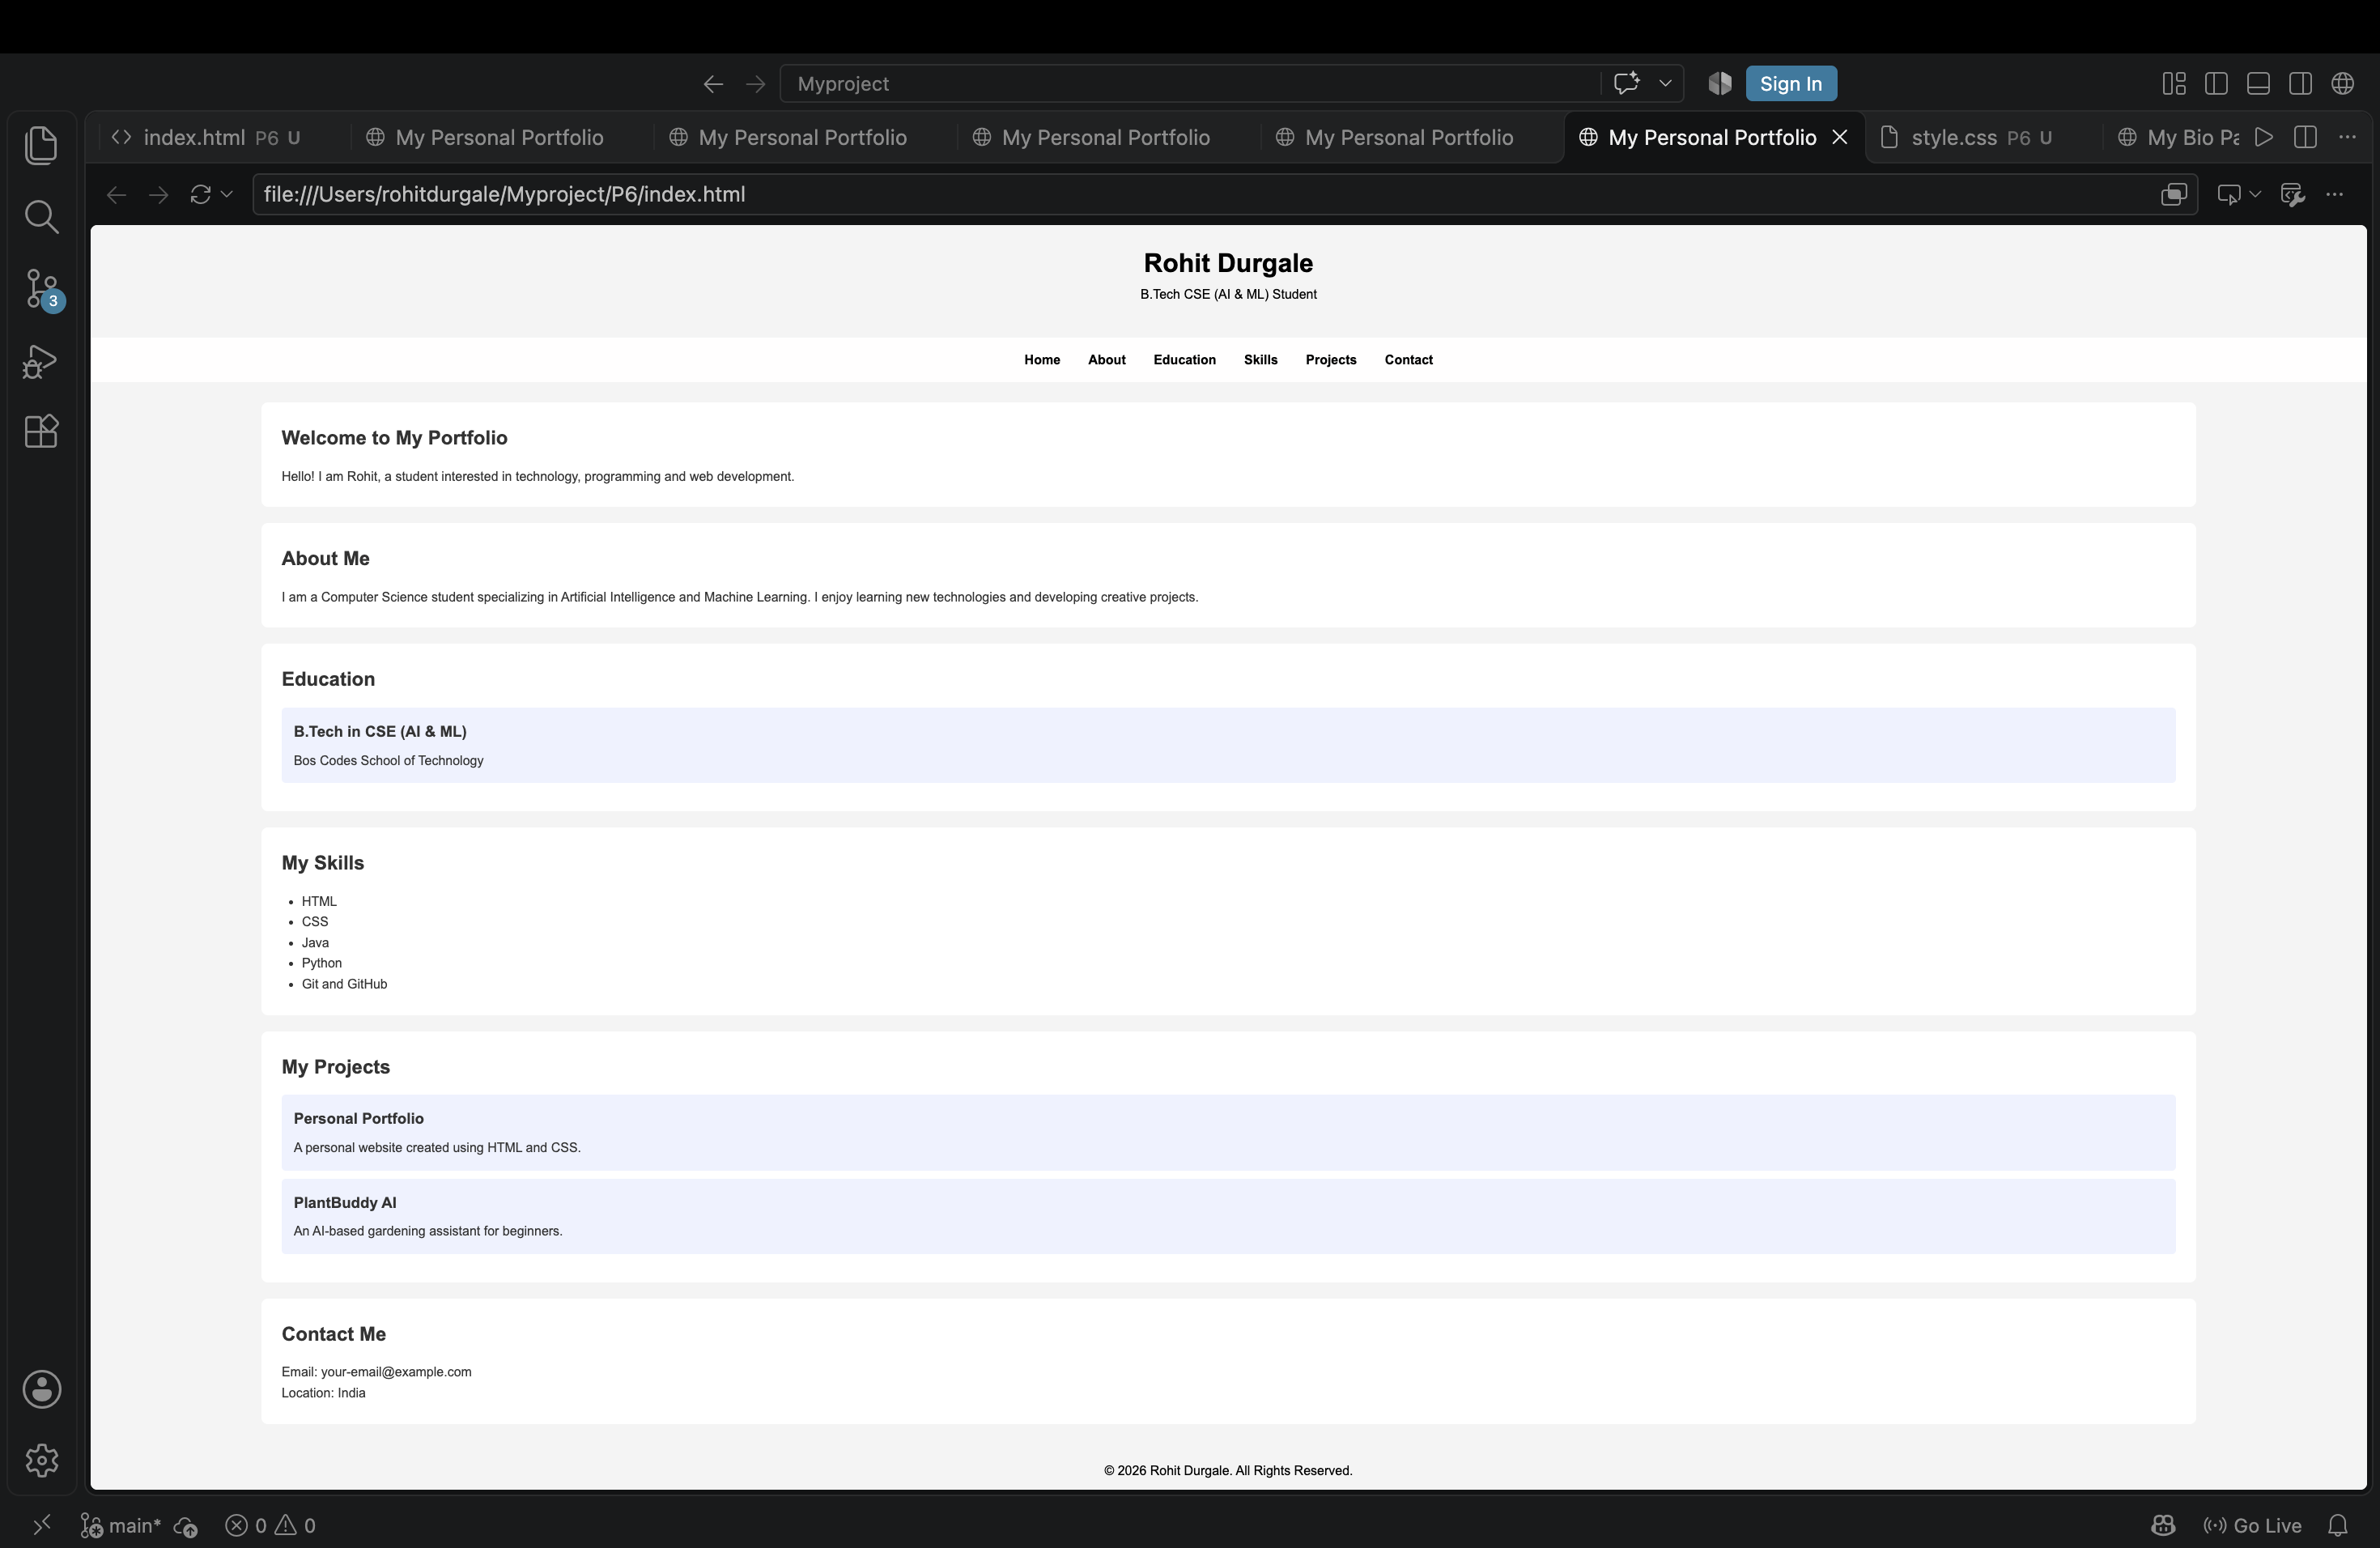 Myproject
Sign In
index.html P6 U
My Personal Portfolio
My Personal Portfolio
My Personal Portfolio
My Personal Portfolio
My Personal Portfolio
style.css P6 U
My Bio Pa
file:///Users/rohitdurgale/Myproject/P6/index.html
3
Rohit Durgale
B.Tech CSE (AI & ML) Student
Home About Education Skills Projects Contact
Welcome to My Portfolio
Hello! I am Rohit, a student interested in technology, programming and web development.
About Me
I am a Computer Science student specializing in Artificial Intelligence and Machine Learning. I enjoy learning new technologies and developing creative projects.
Education
B.Tech in CSE (AI & ML)
Bos Codes School of Technology
My Skills
• HTML
• CSS
• Java
• Python
• Git and GitHub
My Projects
Personal Portfolio
A personal website created using HTML and CSS.
PlantBuddy AI
An AI-based gardening assistant for beginners.
Contact Me
Email: your-email@example.com
Location: India
© 2026 Rohit Durgale. All Rights Reserved.
main* 0 0 Go Live